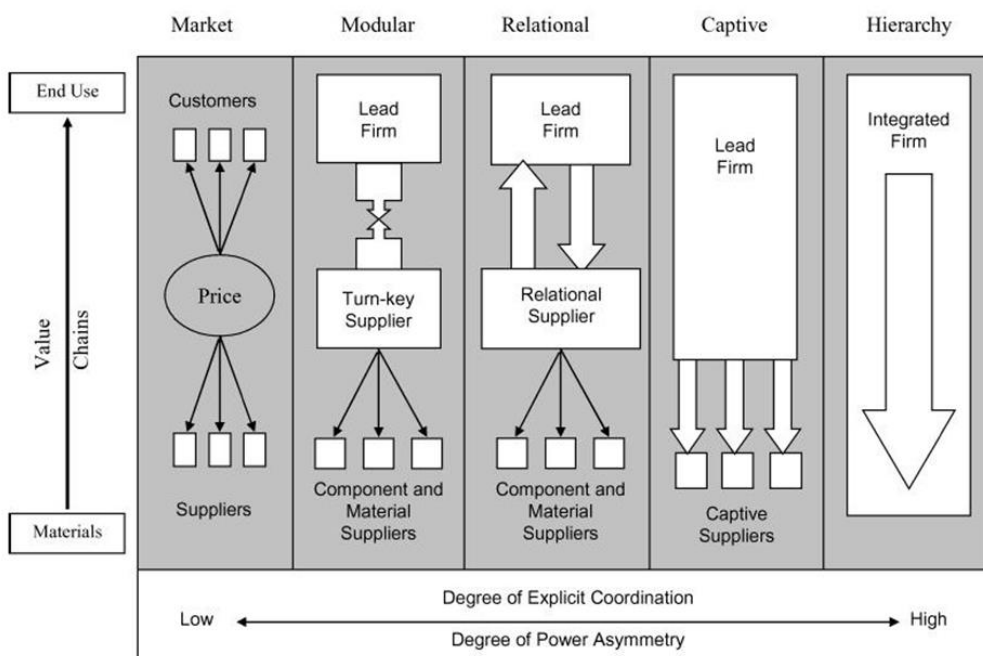 Market
Modular
Relational
Captive
Hierarchy
End Use
Value
Chains
Materials
Customers
Price
Suppliers
Lead
Firm
Turn-key
Supplier
Component and
Material
Suppliers
Lead
Firm
Relational
Supplier
Component and
Material
Suppliers
Lead
Firm
Captive
Suppliers
Integrated
Firm
Degree of Explicit Coordination
Low
High
Degree of Power Asymmetry